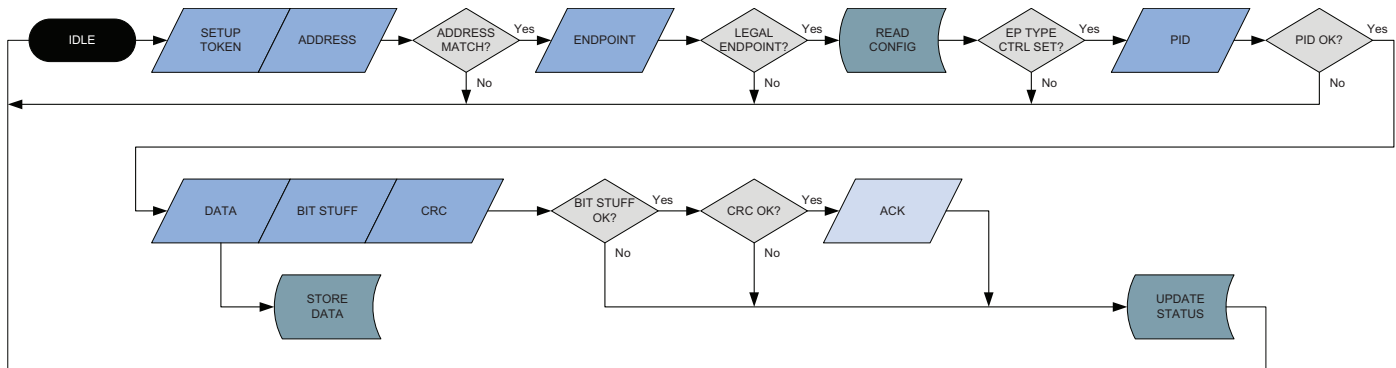 IDLE
SETUP
TOKEN
ADDRESS
ADDRESS
MATCH?
Yes
No
ENDPOINT
LEGAL
ENDPOINT?
Yes
No
READ
CONFIG
EP TYPE
CTRL SET?
Yes
No
PID
PID OK?
Yes
No
DATA
BIT STUFF
CRC
BIT STUFF
OK?
Yes
No
CRC OK?
Yes
No
ACK
STORE
DATA
UPDATE
STATUS